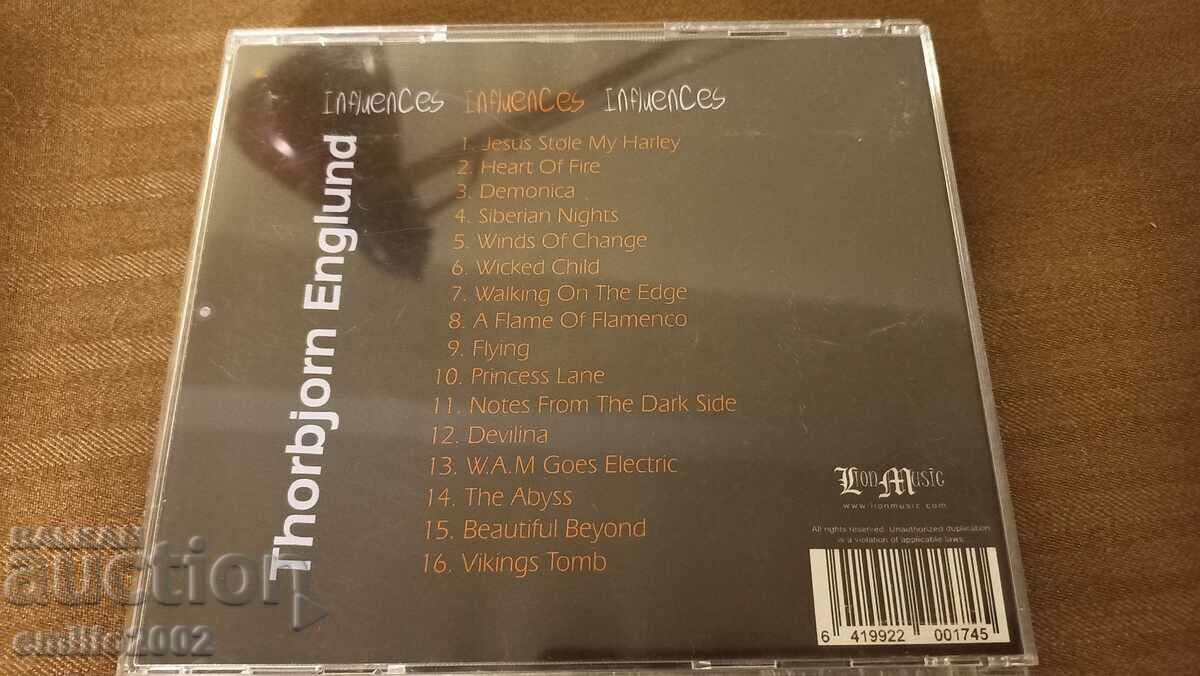 Influences Influences Influences
Thorbjorn Englund
1. Jesus Stole My Harley
2. Heart Of Fire
3. Demonica
4. Siberian Nights
5. Winds Of Change
6. Wicked Child
7. Walking On The Edge
8. A Flame Of Flamenco
9. Flying
10. Princess Lane
11. Notes From The Dark Side
12. Devilina
13. W.A.M Goes Electric
14. The Abyss
15. Beautiful Beyond
16. Vikings Tomb
Lion Music
www.lionmusic.com
All rights reserved. Unauthorized duplication
is a violation of applicable laws...
6 419922 001745
BALKAN
auction
emilio2002